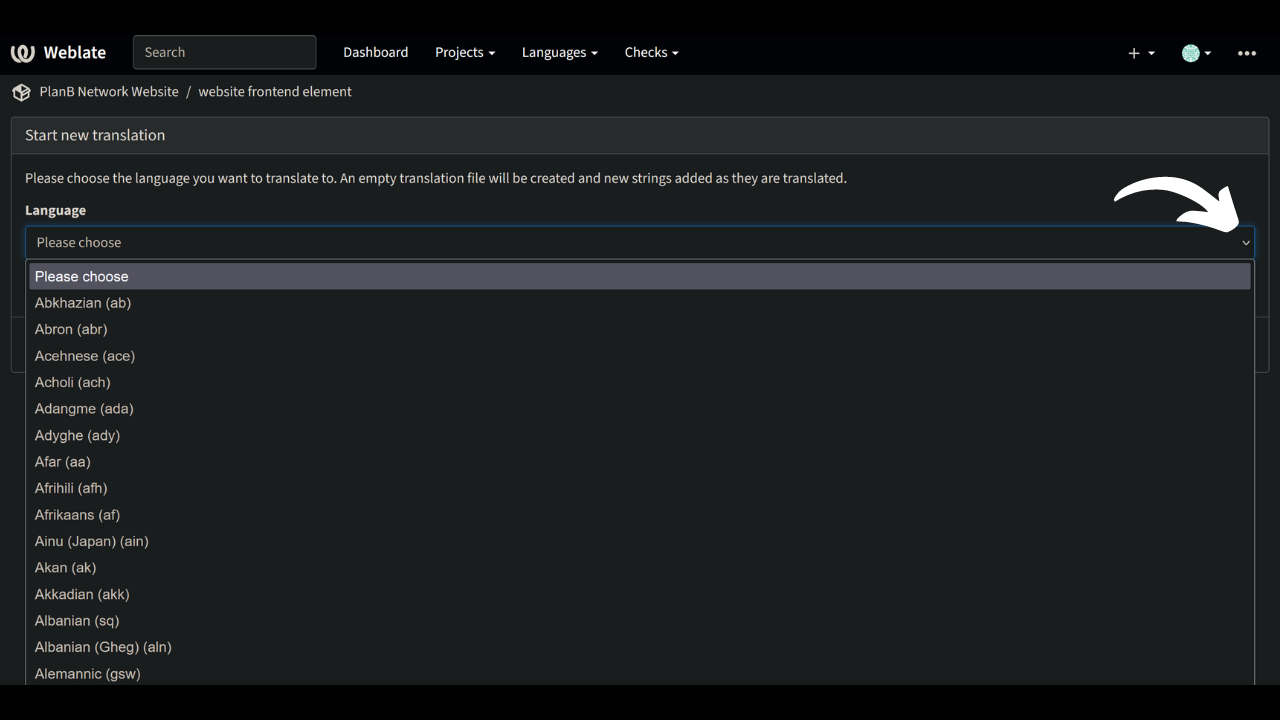 Weblate
Search
Dashboard
Projects
Languages
Checks
PlanB Network Website / website frontend element
Start new translation
Please choose the language you want to translate to. An empty translation file will be created and new strings added as they are translated.
Language
Please choose
Please choose
Abkhazian (ab)
Abron (abr)
Acehnese (ace)
Acholi (ach)
Adangme (ada)
Adyghe (ady)
Afar (aa)
Afrihili (afh)
Afrikaans (af)
Ainu (Japan) (ain)
Akan (ak)
Akkadian (akk)
Albanian (sq)
Albanian (Gheg) (aln)
Alemannic (gsw)